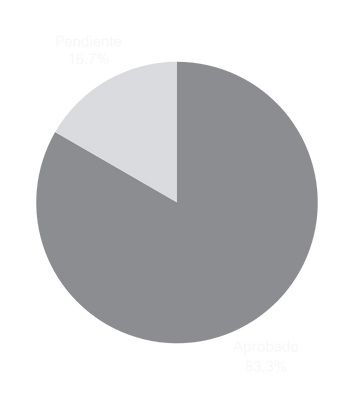 Pendiente
16.7%
Aprobado
83.3%